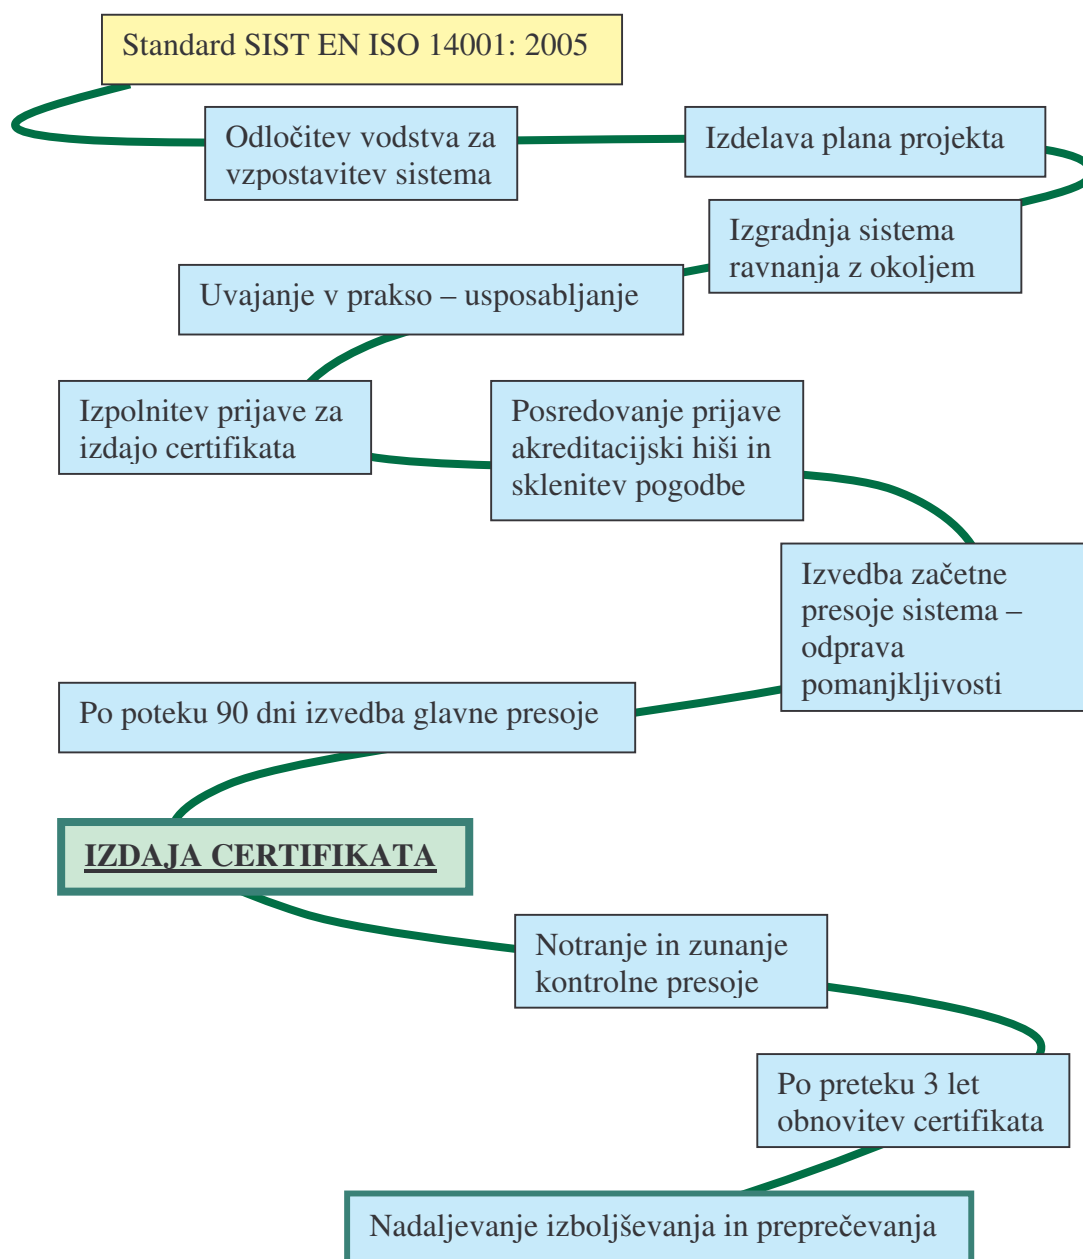 Standard SIST EN ISO 14001: 2005
Odločitev vodstva za
vzpostavitev sistema
Izdelava plana projekta
Izgradnja sistema
ravnanja z okoljem
Uvajanje v prakso – usposabljanje
Izpolnitev prijave za
izdajo certifikata
Posredovanje prijave
akreditacijski hiši in
sklenitev pogodbe
Izvedba začetne
presoje sistema –
odprava
pomanjkljivosti
Po poteku 90 dni izvedba glavne presoje
IZDAJA CERTIFIKATA
Notranje in zunanje
kontrolne presoje
Po preteku 3 let
obnovitev certifikata
Nadaljevanje izboljševanja in preprečevanja